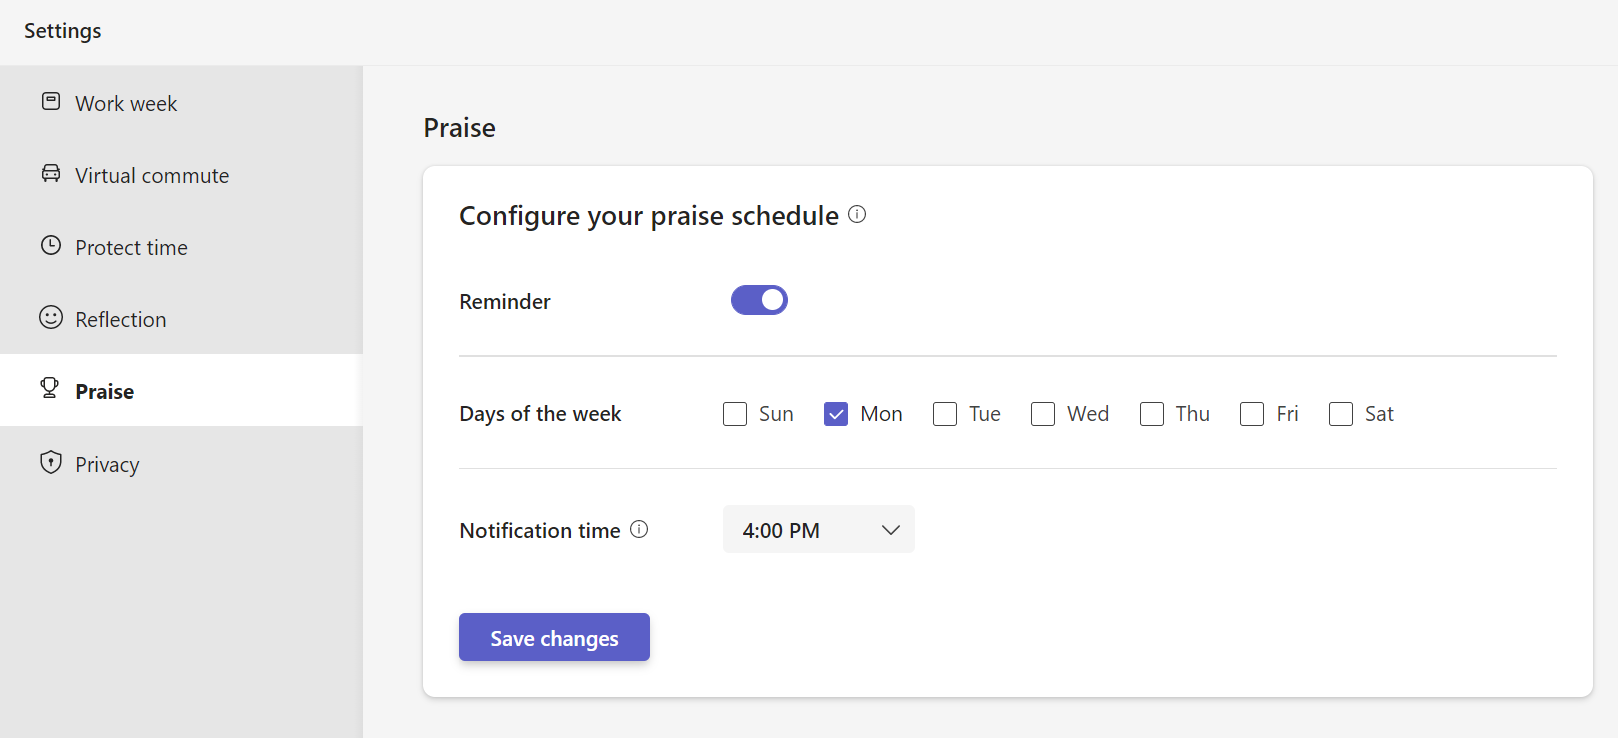 Settings
Work week
Virtual commute
Protect time
Reflection
Praise
Privacy
Praise
Configure your praise schedule
Reminder
Days of the week Sun Mon Tue Wed Thu Fri Sat
Notification time 4:00 PM
Save changes